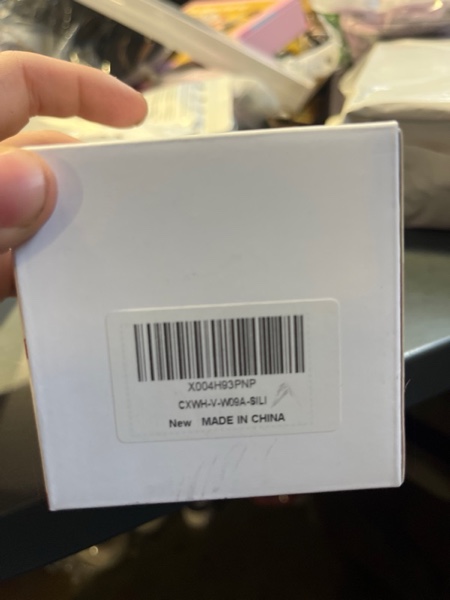 X004H93PNP
CXWH-V-W09A-SILI
New MADE IN CHINA